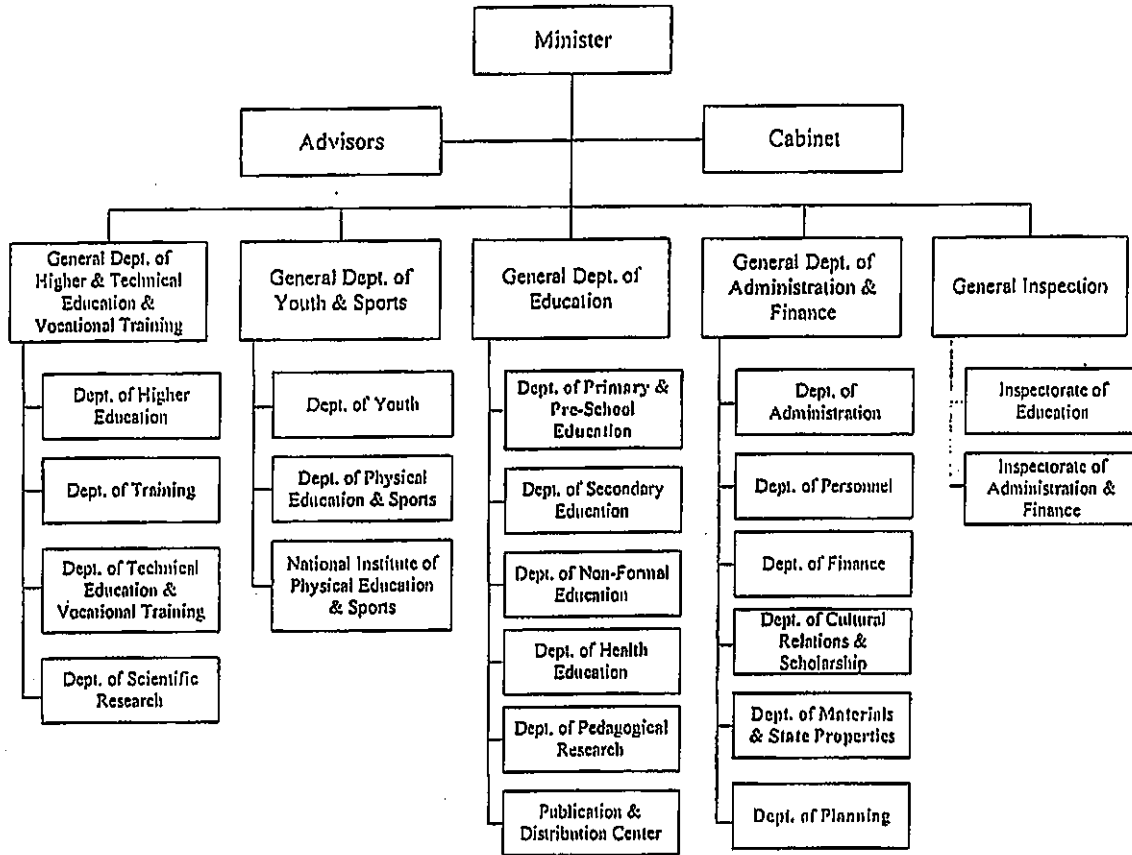 Minister
Advisors
Cabinet
General Dept. of
Higher & Technical
Education &
Vocational Training
General Dept. of
Youth & Sports
General Dept. of
Education
General Dept. of
Administration &
Finance
General Inspection
Dept. of Higher
Education
Dept. of Training
Dept. of Technical
Education &
Vocational Training
Dept. of Scientific
Research
Dept. of Youth
Dept. of Physical
Education & Sports
National Institute of
Physical Education
& Sports
Dept. of Primary &
Pre-School
Education
Dept. of Secondary
Education
Dept. of Non-Formal
Education
Dept. of Health
Education
Dept. of Pedagogical
Research
Publication &
Distribution Center
Dept. of
Administration
Dept. of Personnel
Dept. of Finance
Dept. of Cultural
Relations &
Scholarship
Dept. of Materials
& State Properties
Dept. of Planning
Inspectorate of
Education
Inspectorate of
Administration &
Finance